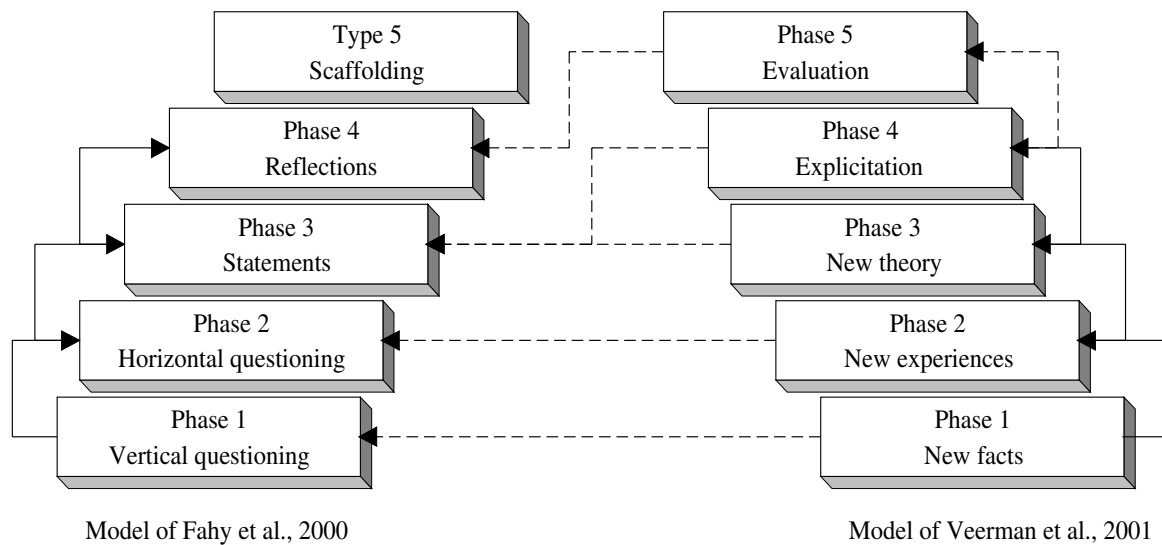 Type 5
Scaffolding
Phase 5
Evaluation
Phase 4
Reflections
Phase 4
Explicitation
Phase 3
Statements
Phase 3
New theory
Phase 2
Horizontal questioning
Phase 2
New experiences
Phase 1
Vertical questioning
Phase 1
New facts
Model of Fahy et al., 2000
Model of Veerman et al., 2001